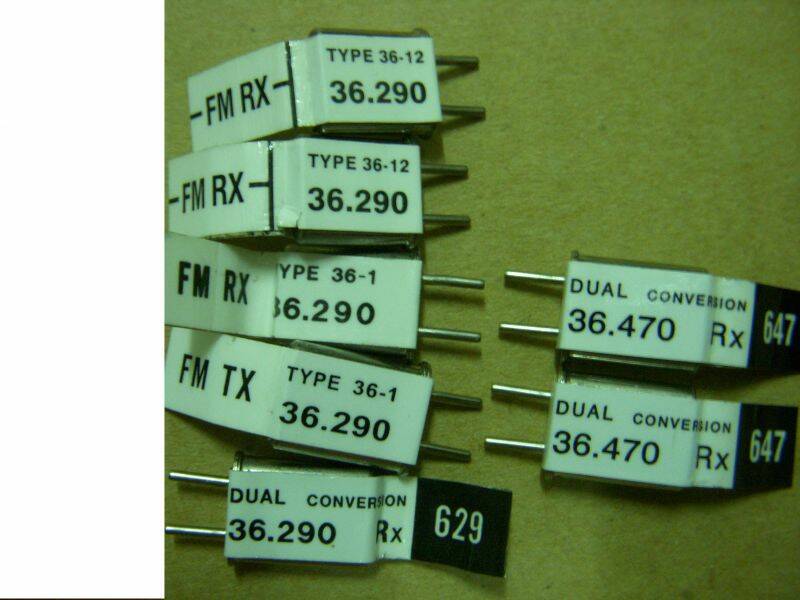 -FM RX-
TYPE 36-12
36.290
-FM RX-
TYPE 36-12
36.290
FM RX
YPE 36-1
36.290
FM TX
TYPE 36-1
36.290
DUAL CONVERSION
36.290 Rx
629
DUAL CONVERSION
36.470 Rx
647
DUAL CONVERSION
36.470 Rx
647